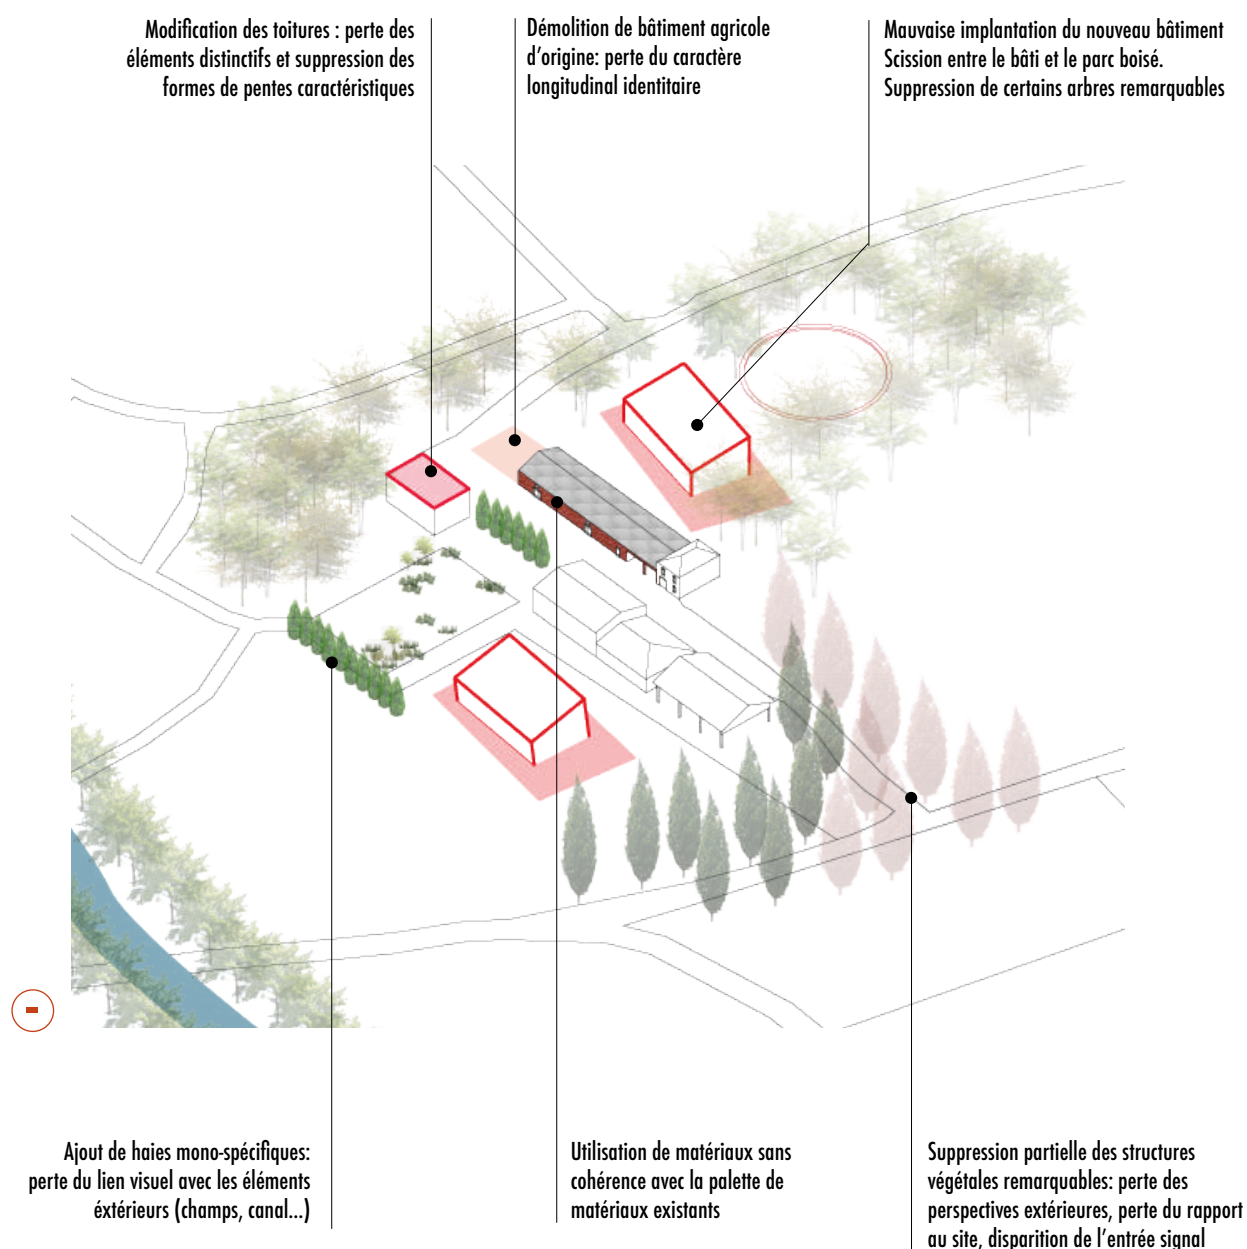 Modification des toitures : perte des
éléments distinctifs et suppression des
formes de pentes caractéristiques
Démolition de bâtiment agricole
d'origine: perte du caractère
longitudinal identitaire
Mauvaise implantation du nouveau bâtiment
Scission entre le bâti et le parc boisé.
Suppression de certains arbres remarquables
Ajout de haies mono-spécifiques:
perte du lien visuel avec les éléments
éxtérieurs (champs, canal...)
Utilisation de matériaux sans
cohérence avec la palette de
matériaux existants
Suppression partielle des structures
végétales remarquables: perte des
perspectives extérieures, perte du rapport
au site, disparition de l'entrée signal